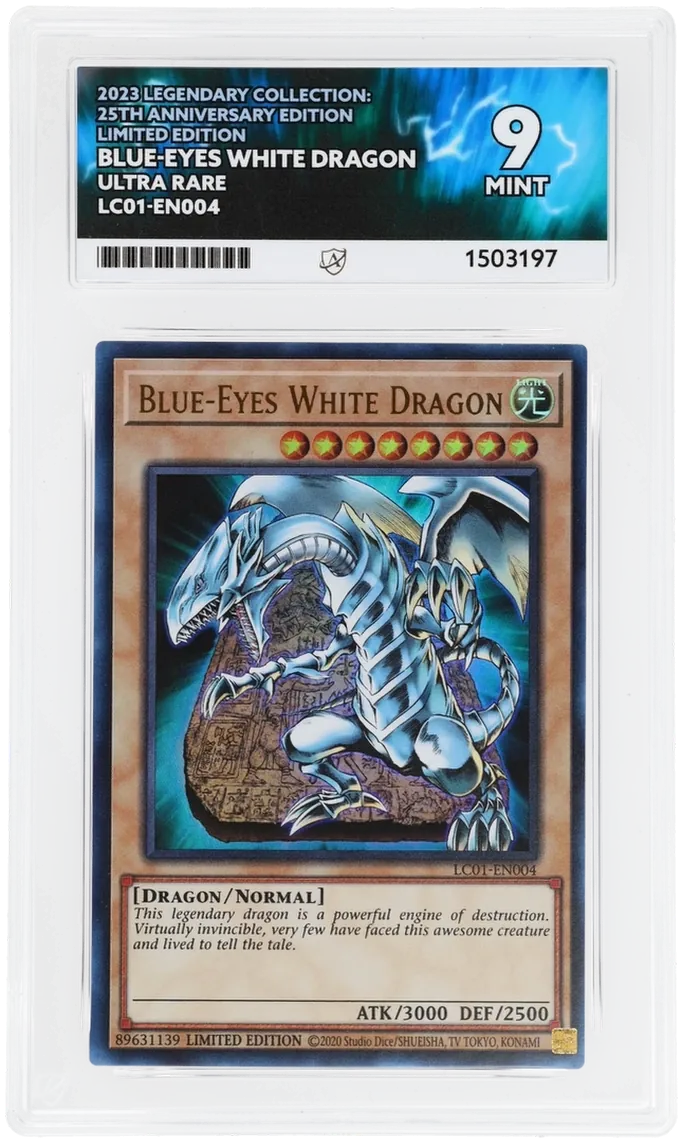 2023 LEGENDARY COLLECTION:
25TH ANNIVERSARY EDITION
LIMITED EDITION
BLUE-EYES WHITE DRAGON
ULTRA RARE
LC01-EN004
9
MINT
1503197
BLUE-EYES WHITE DRAGON
LIGHT
光
LC01-EN004
[DRAGON/NORMAL]
This legendary dragon is a powerful engine of destruction.
Virtually invincible, very few have faced this awesome creature
and lived to tell the tale.
ATK/3000 DEF/2500
89631139 LIMITED EDITION ©2020 Studio Dice/SHUEISHA, TV TOKYO, KONAMI